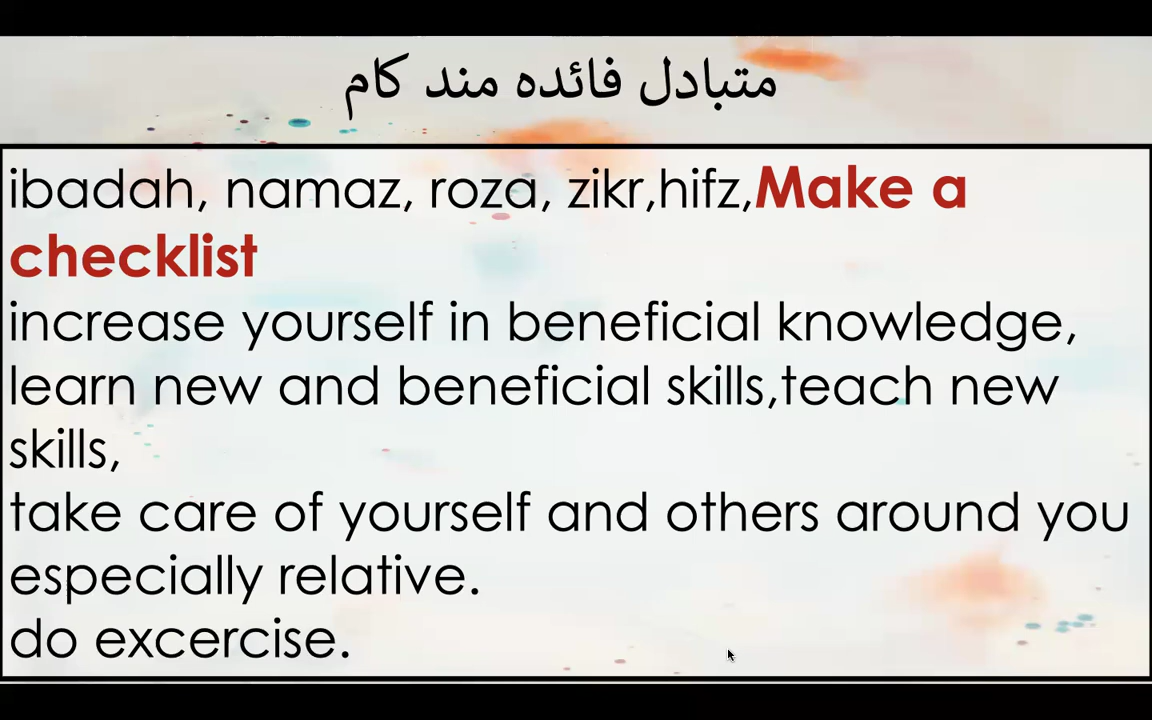 متبادل فائدہ مند کام
ibadah, namaz, roza, zikr,hifz,Make a
checklist
increase yourself in beneficial knowledge,
learn new and beneficial skills,teach new
skills,
take care of yourself and others around you
especially relative.
do excercise.